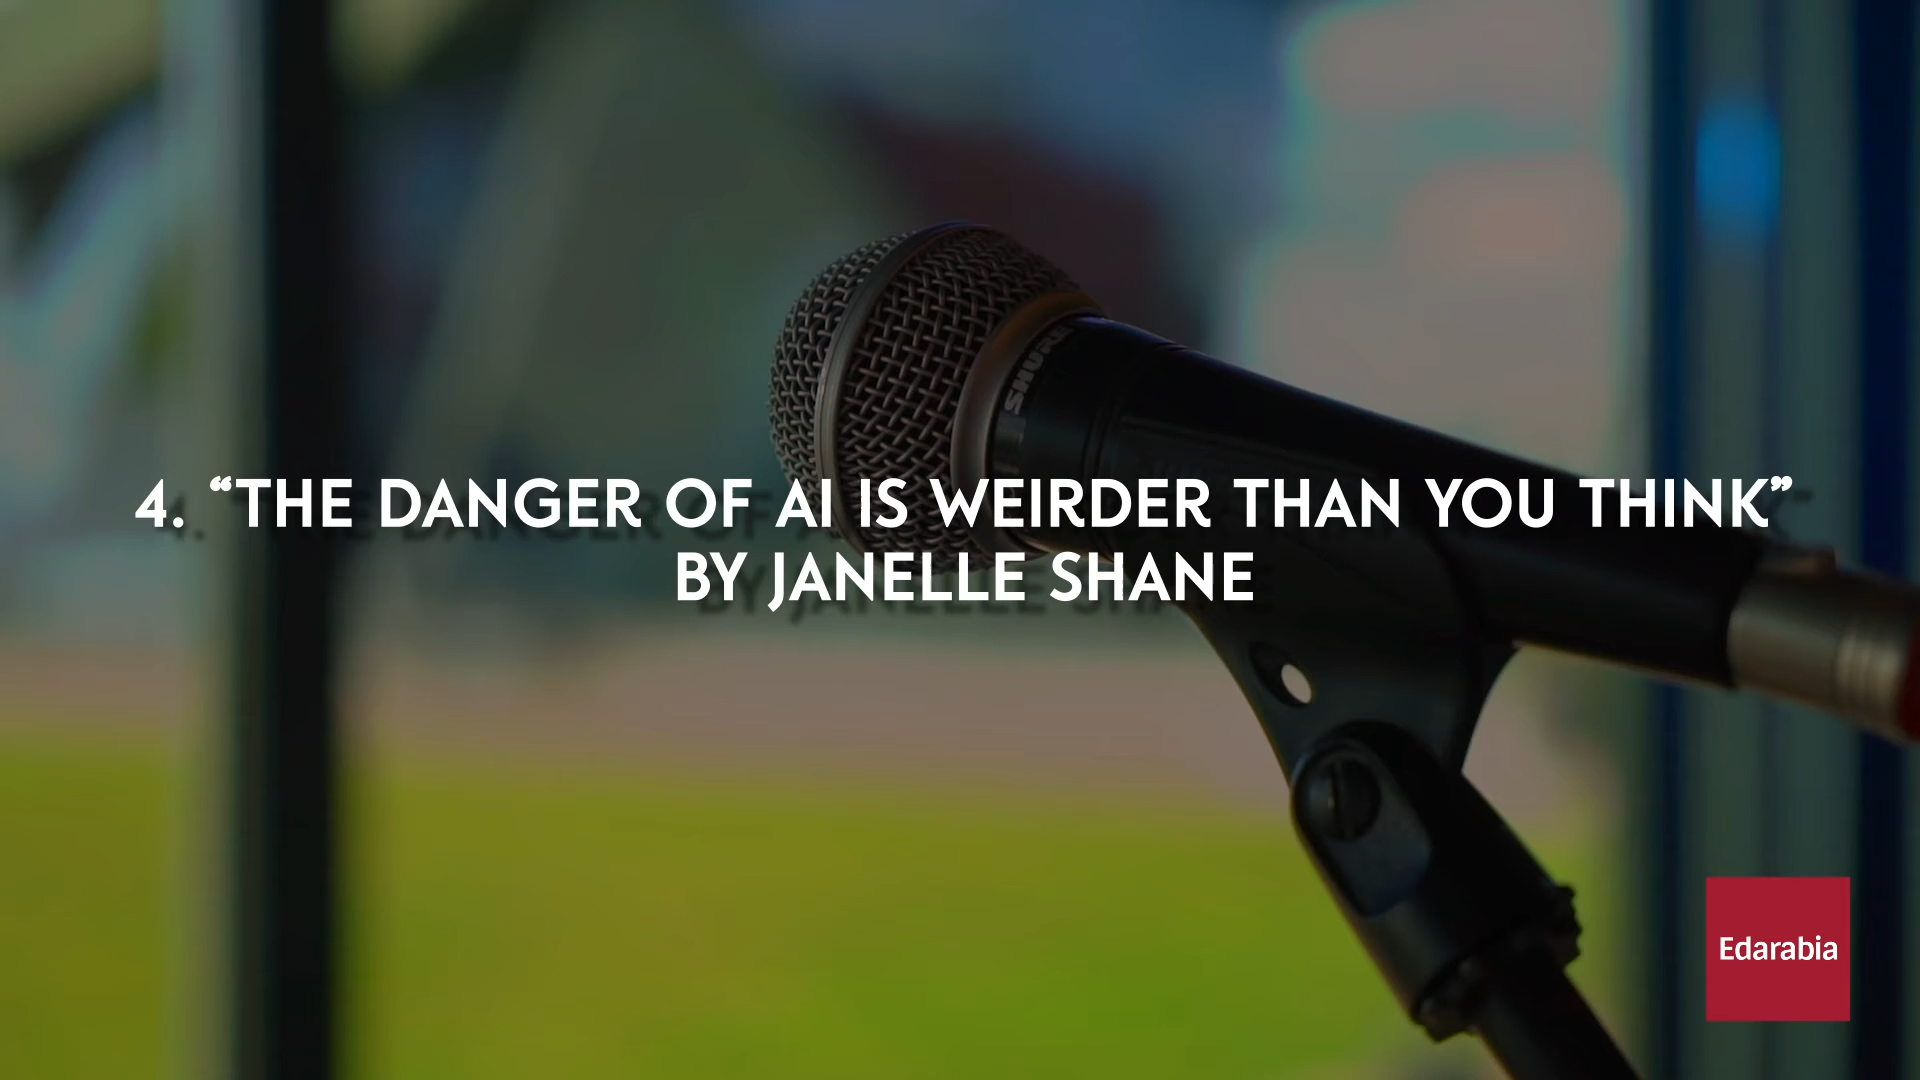 SHURE
4. “THE DANGER OF AI IS WEIRDER THAN YOU THINK”
BY JANELLE SHANE
Edarabia